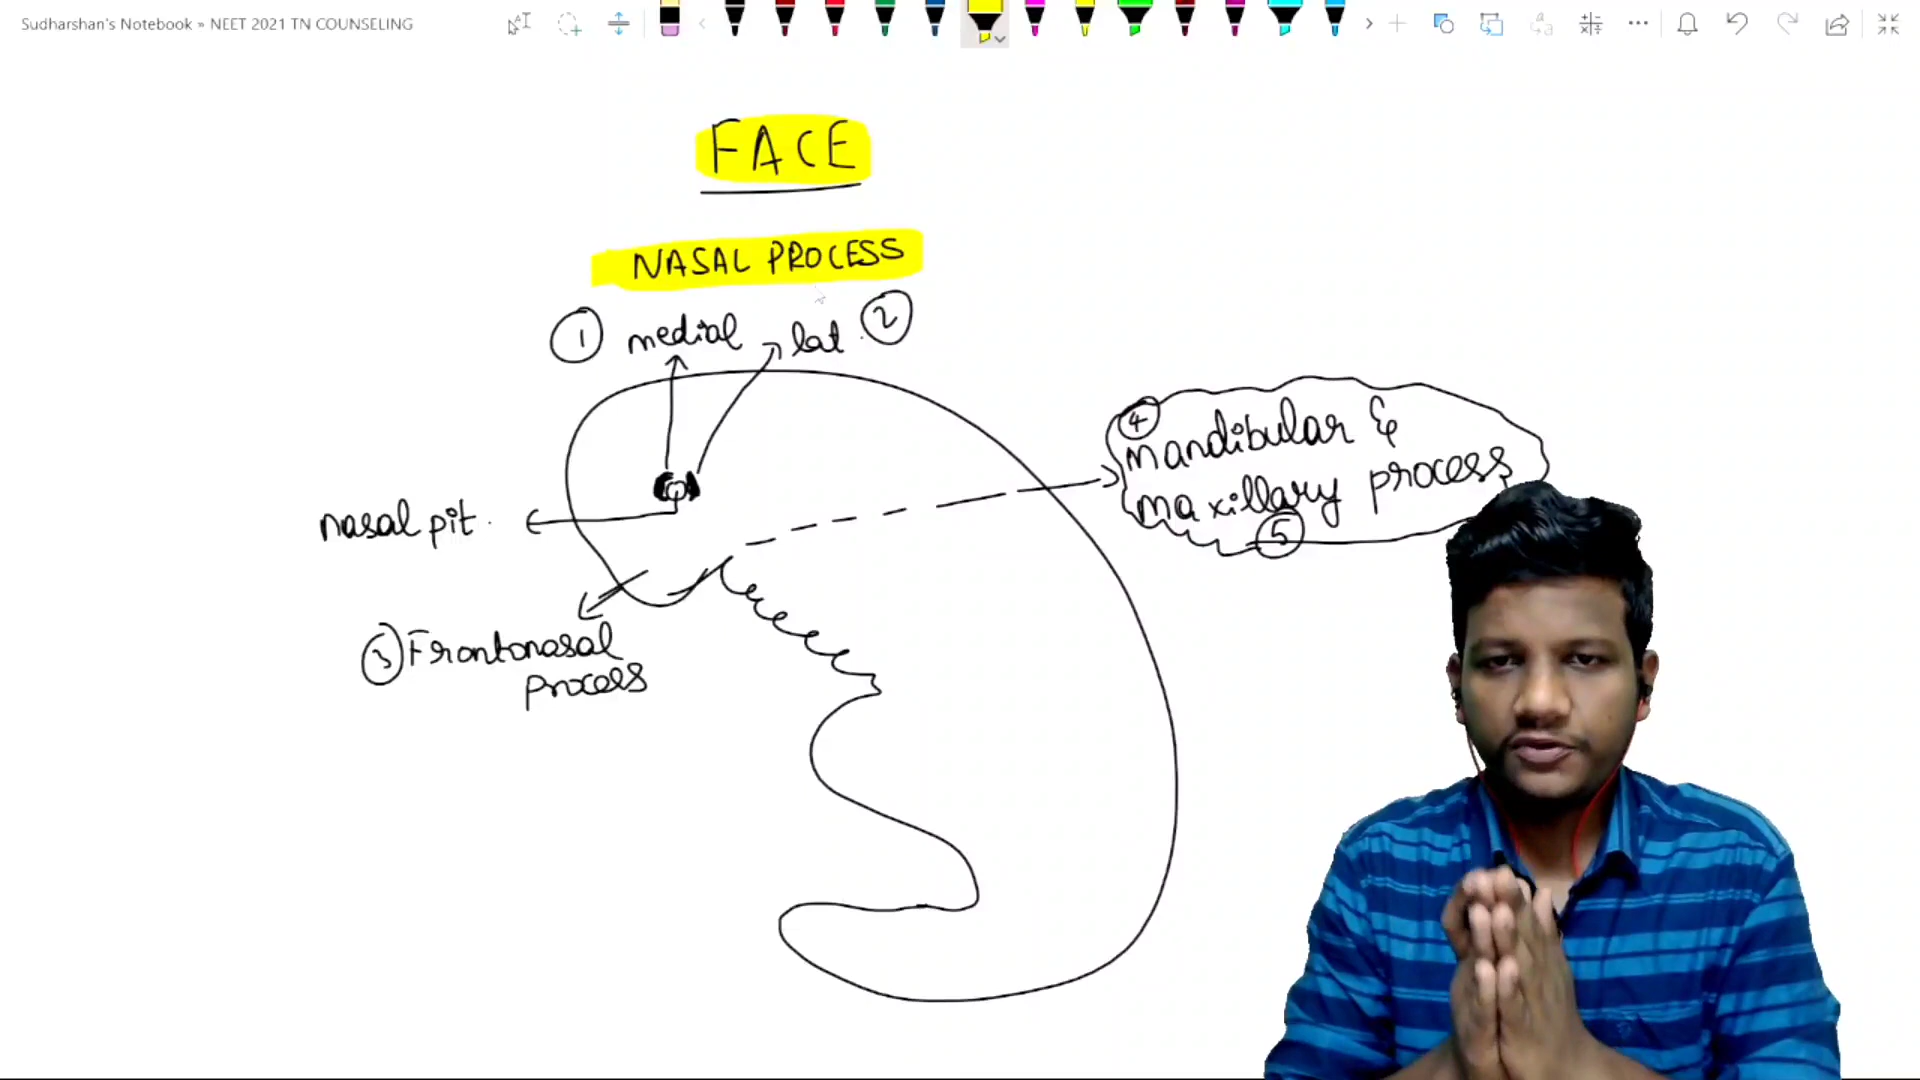 Sudharshan's Notebook » NEET 2021 TN COUNSELING
FACE
NASAL PROCESS
① medial
lat. ②
④
Mandibular &
Maxillary process
⑤
nasal pit.
③ Frontonasal
process